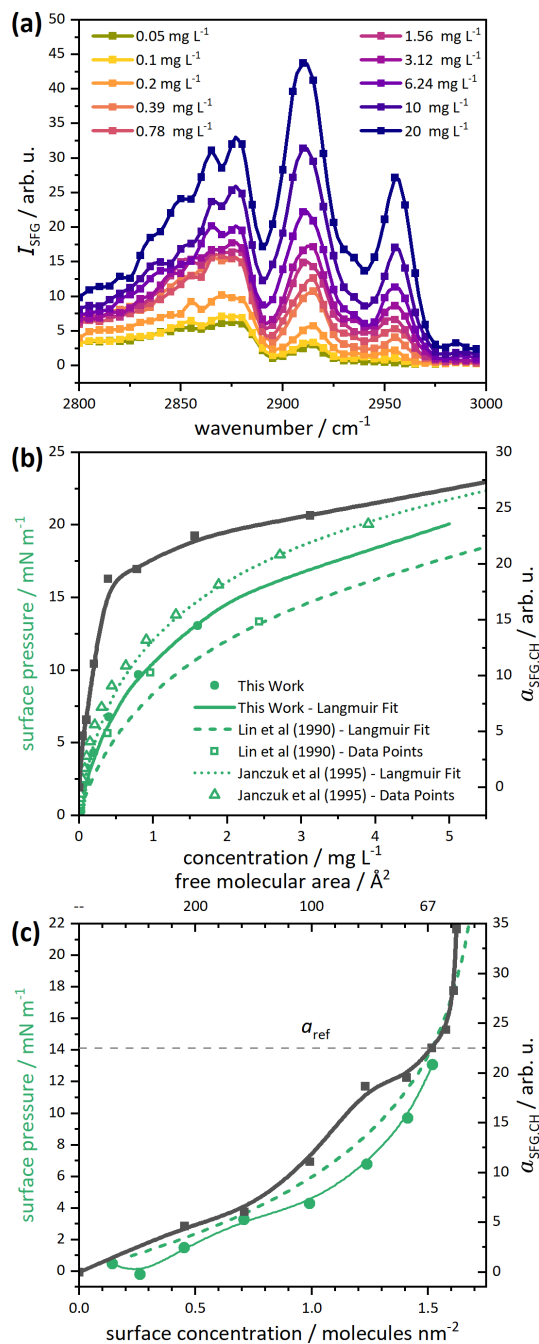 (a)
50
45
40
35
30
25
20
15
10
5
0
I_SFG / arb. u.
0.05 mg L⁻¹
0.1 mg L⁻¹
0.2 mg L⁻¹
0.39 mg L⁻¹
0.78 mg L⁻¹
1.56 mg L⁻¹
3.12 mg L⁻¹
6.24 mg L⁻¹
10 mg L⁻¹
20 mg L⁻¹
2800 2850 2900 2950 3000
wavenumber / cm⁻¹
(b)
25
20
15
10
5
0
surface pressure / mN m⁻¹
30
25
20
15
10
5
0
a_SFG,CH / arb. u.
This Work
This Work - Langmuir Fit
Lin et al (1990) - Langmuir Fit
Lin et al (1990) - Data Points
Janczuk et al (1995) - Langmuir Fit
Janczuk et al (1995) - Data Points
0 1 2 3 4 5
concentration / mg L⁻¹
free molecular area / Å²
-- 200 100 67
(c)
22
20
18
16
14
12
10
8
6
4
2
0
surface pressure / mN m⁻¹
a_ref
35
30
25
20
15
10
5
0
a_SFG,CH / arb. u.
0.0 0.5 1.0 1.5
surface concentration / molecules nm⁻²